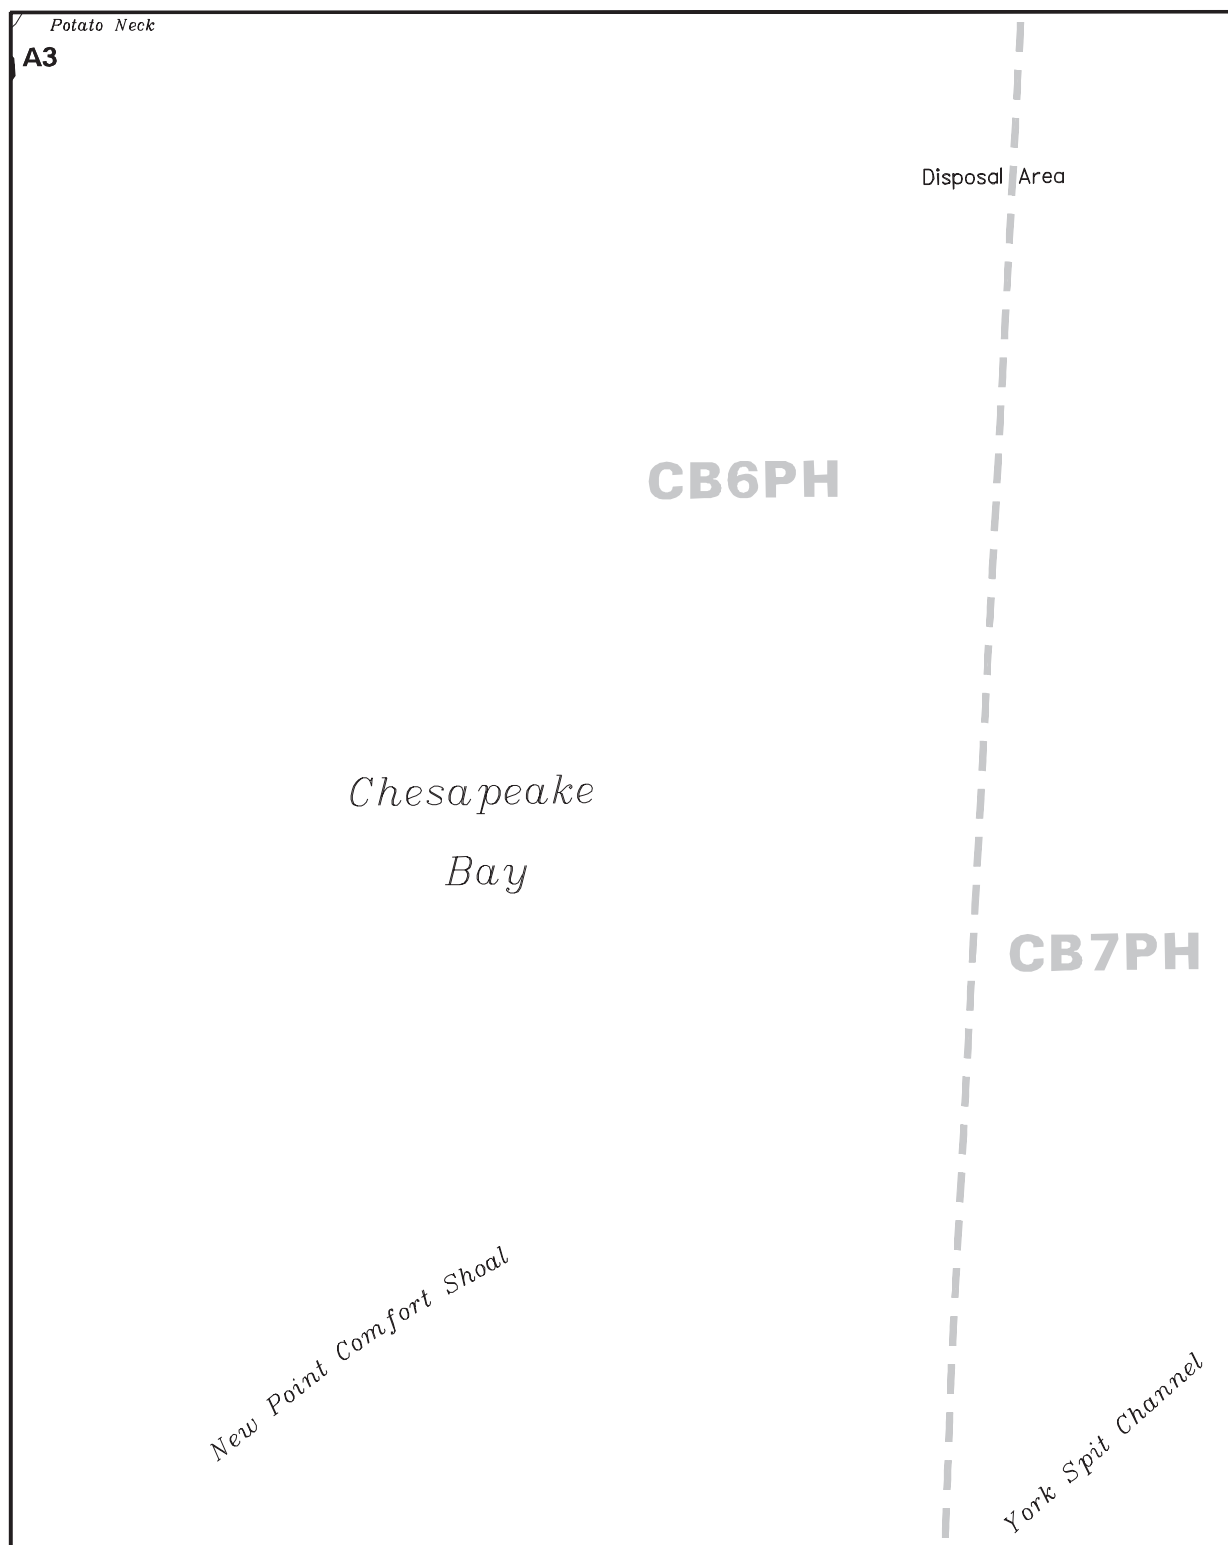 Potato Neck
A3
Disposal Area
CB6PH
Chesapeake
Bay
CB7PH
New Point Comfort Shoal
York Spit Channel